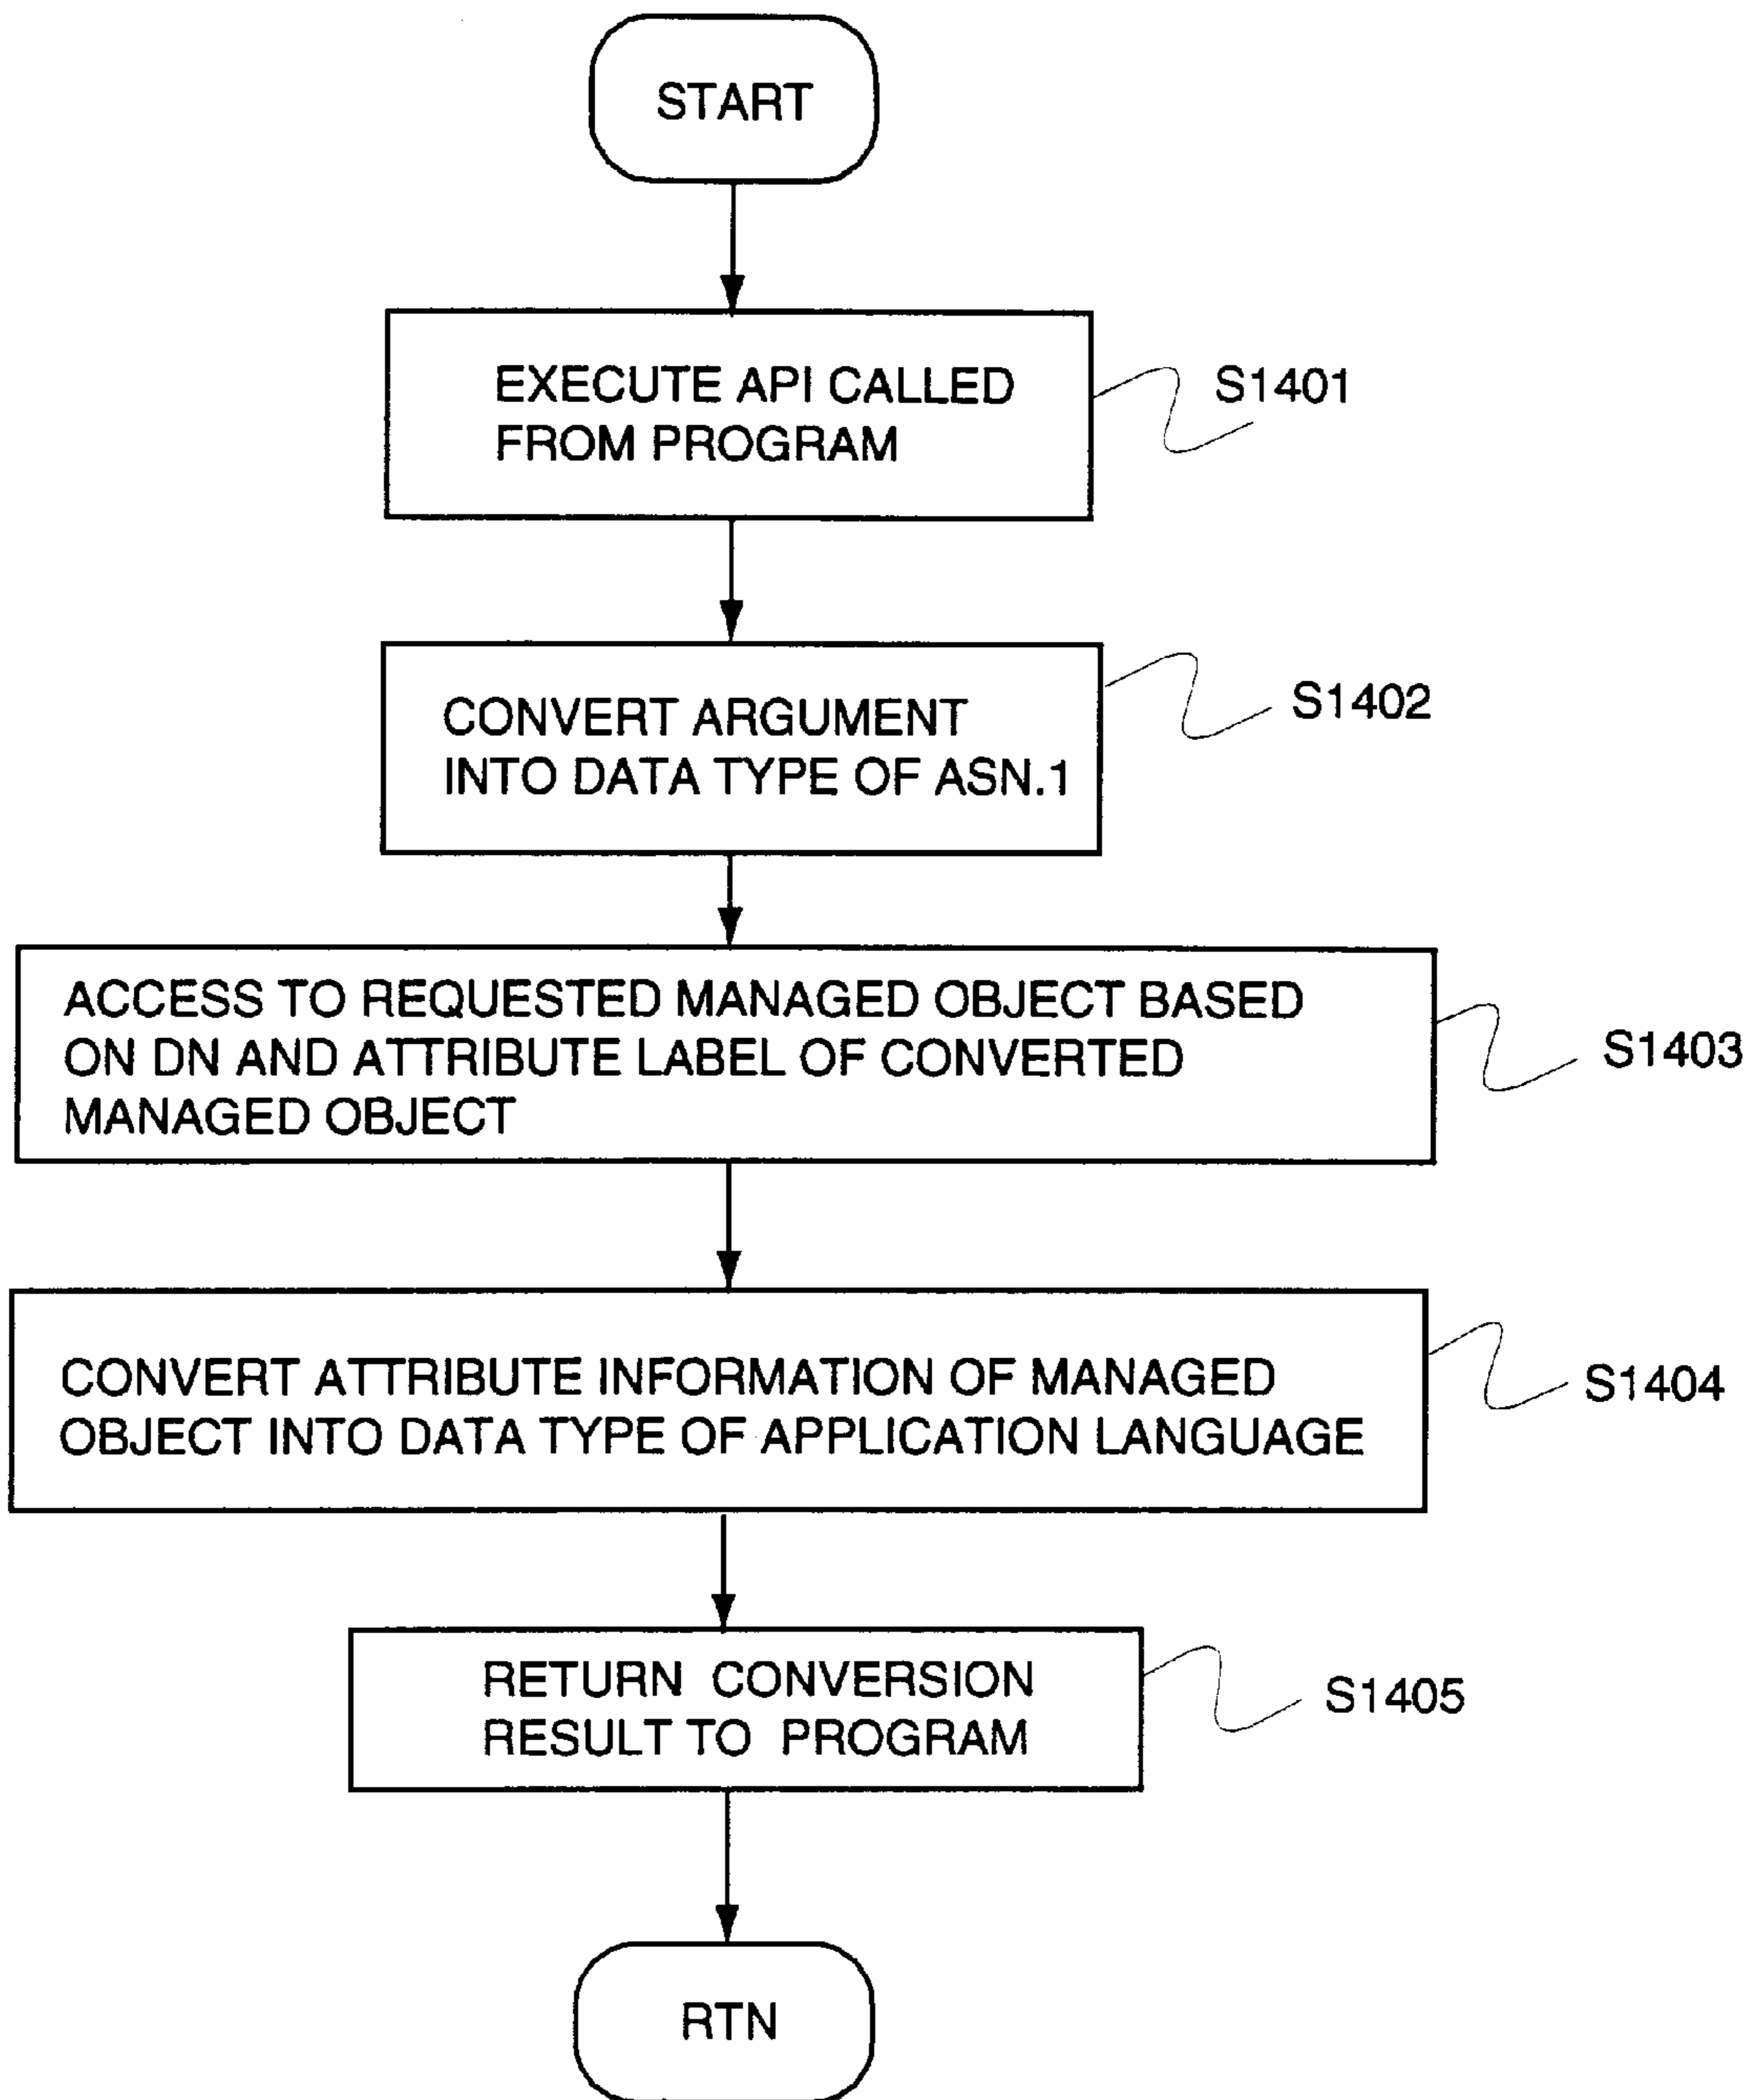 START
EXECUTE API CALLED
FROM PROGRAM
S1401
CONVERT ARGUMENT
INTO DATA TYPE OF ASN.1
S1402
ACCESS TO REQUESTED MANAGED OBJECT BASED
ON DN AND ATTRIBUTE LABEL OF CONVERTED
MANAGED OBJECT
S1403
CONVERT ATTRIBUTE INFORMATION OF MANAGED
OBJECT INTO DATA TYPE OF APPLICATION LANGUAGE
S1404
RETURN CONVERSION
RESULT TO PROGRAM
S1405
RTN